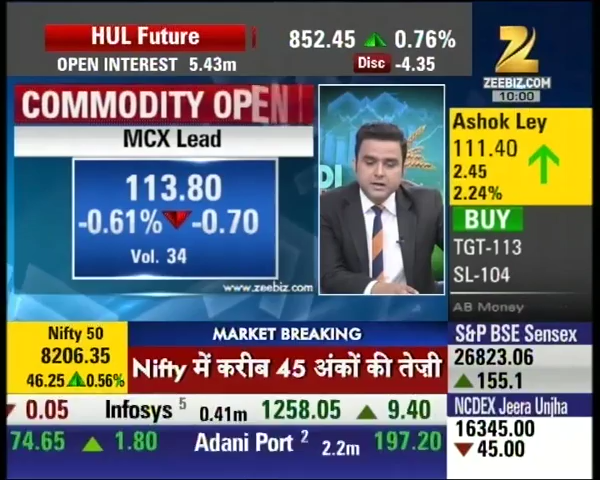 HUL Future
OPEN INTEREST 5.43m
852.45 0.76%
Disc -4.35
Z
ZEEBIZ.COM
10:00
COMMODITY OPEN
MCX Lead
113.80
-0.61% -0.70
Vol. 34
www.zeebiz.com
Ashok Ley
111.40
2.45
2.24%
BUY
TGT-113
SL-104
AB Money
Nifty 50
8206.35
46.25 0.56%
MARKET BREAKING
Nifty में करीब 45 अंकों की तेज़ी
S&P BSE Sensex
26823.06
155.1
NCDEX Jeera Unjha
16345.00
45.00
0.05 Infosys 5 0.41m 1258.05 9.40
74.65 1.80 Adani Port 2 2.2m 197.20